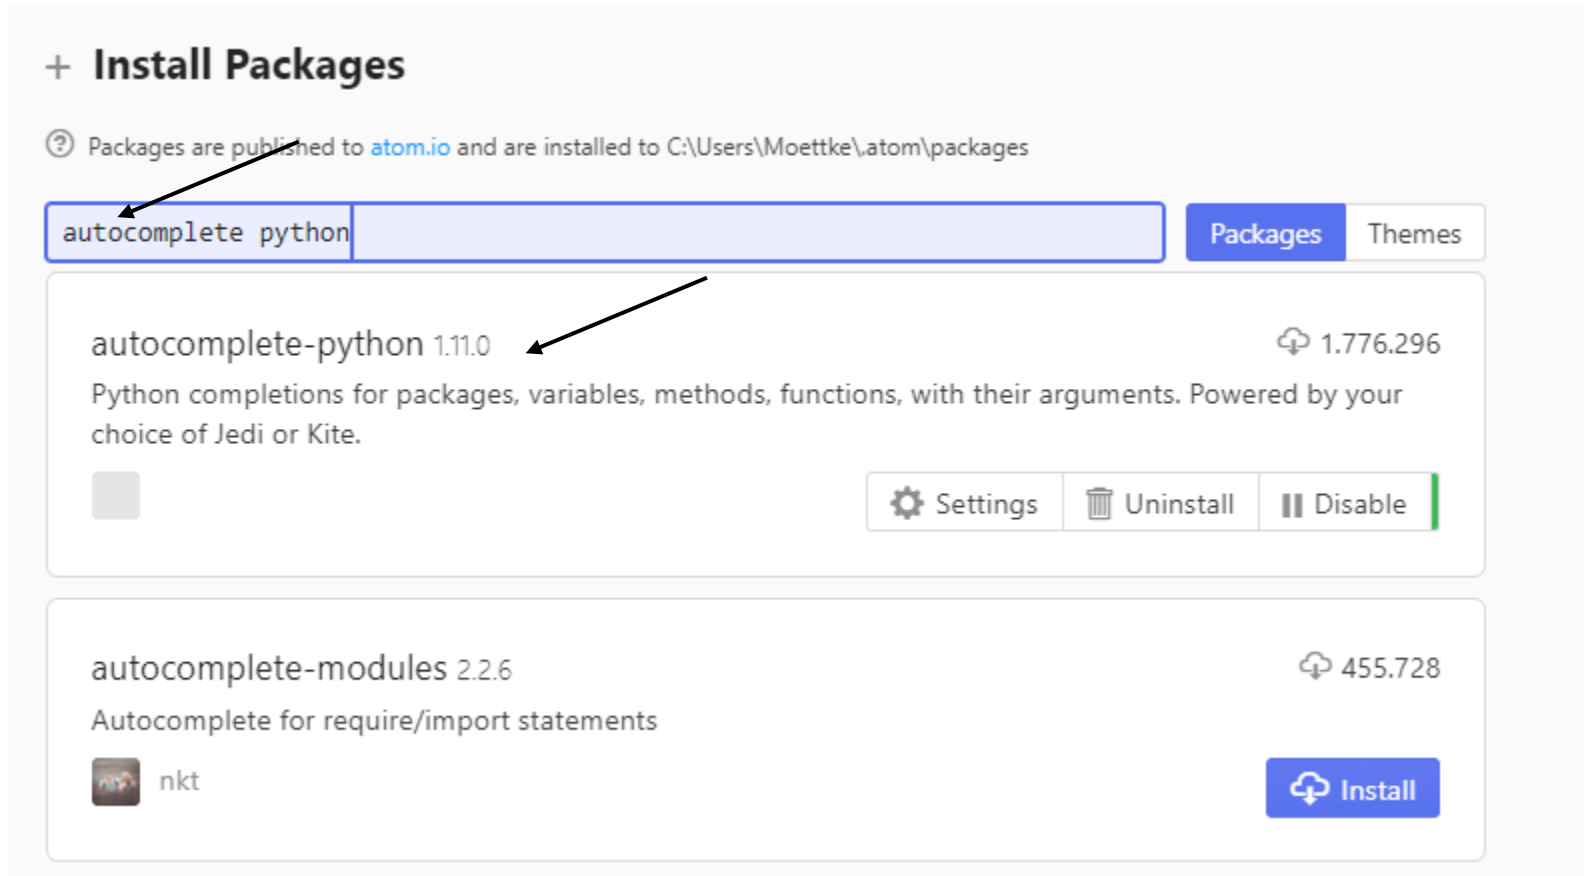 + Install Packages
Packages are published to atom.io and are installed to C:\Users\Moettke\.atom\packages
autocomplete python
Packages Themes
autocomplete-python 1.11.0 1.776.296
Python completions for packages, variables, methods, functions, with their arguments. Powered by your
choice of Jedi or Kite.
Settings Uninstall Disable
autocomplete-modules 2.2.6 455.728
Autocomplete for require/import statements
nkt
Install